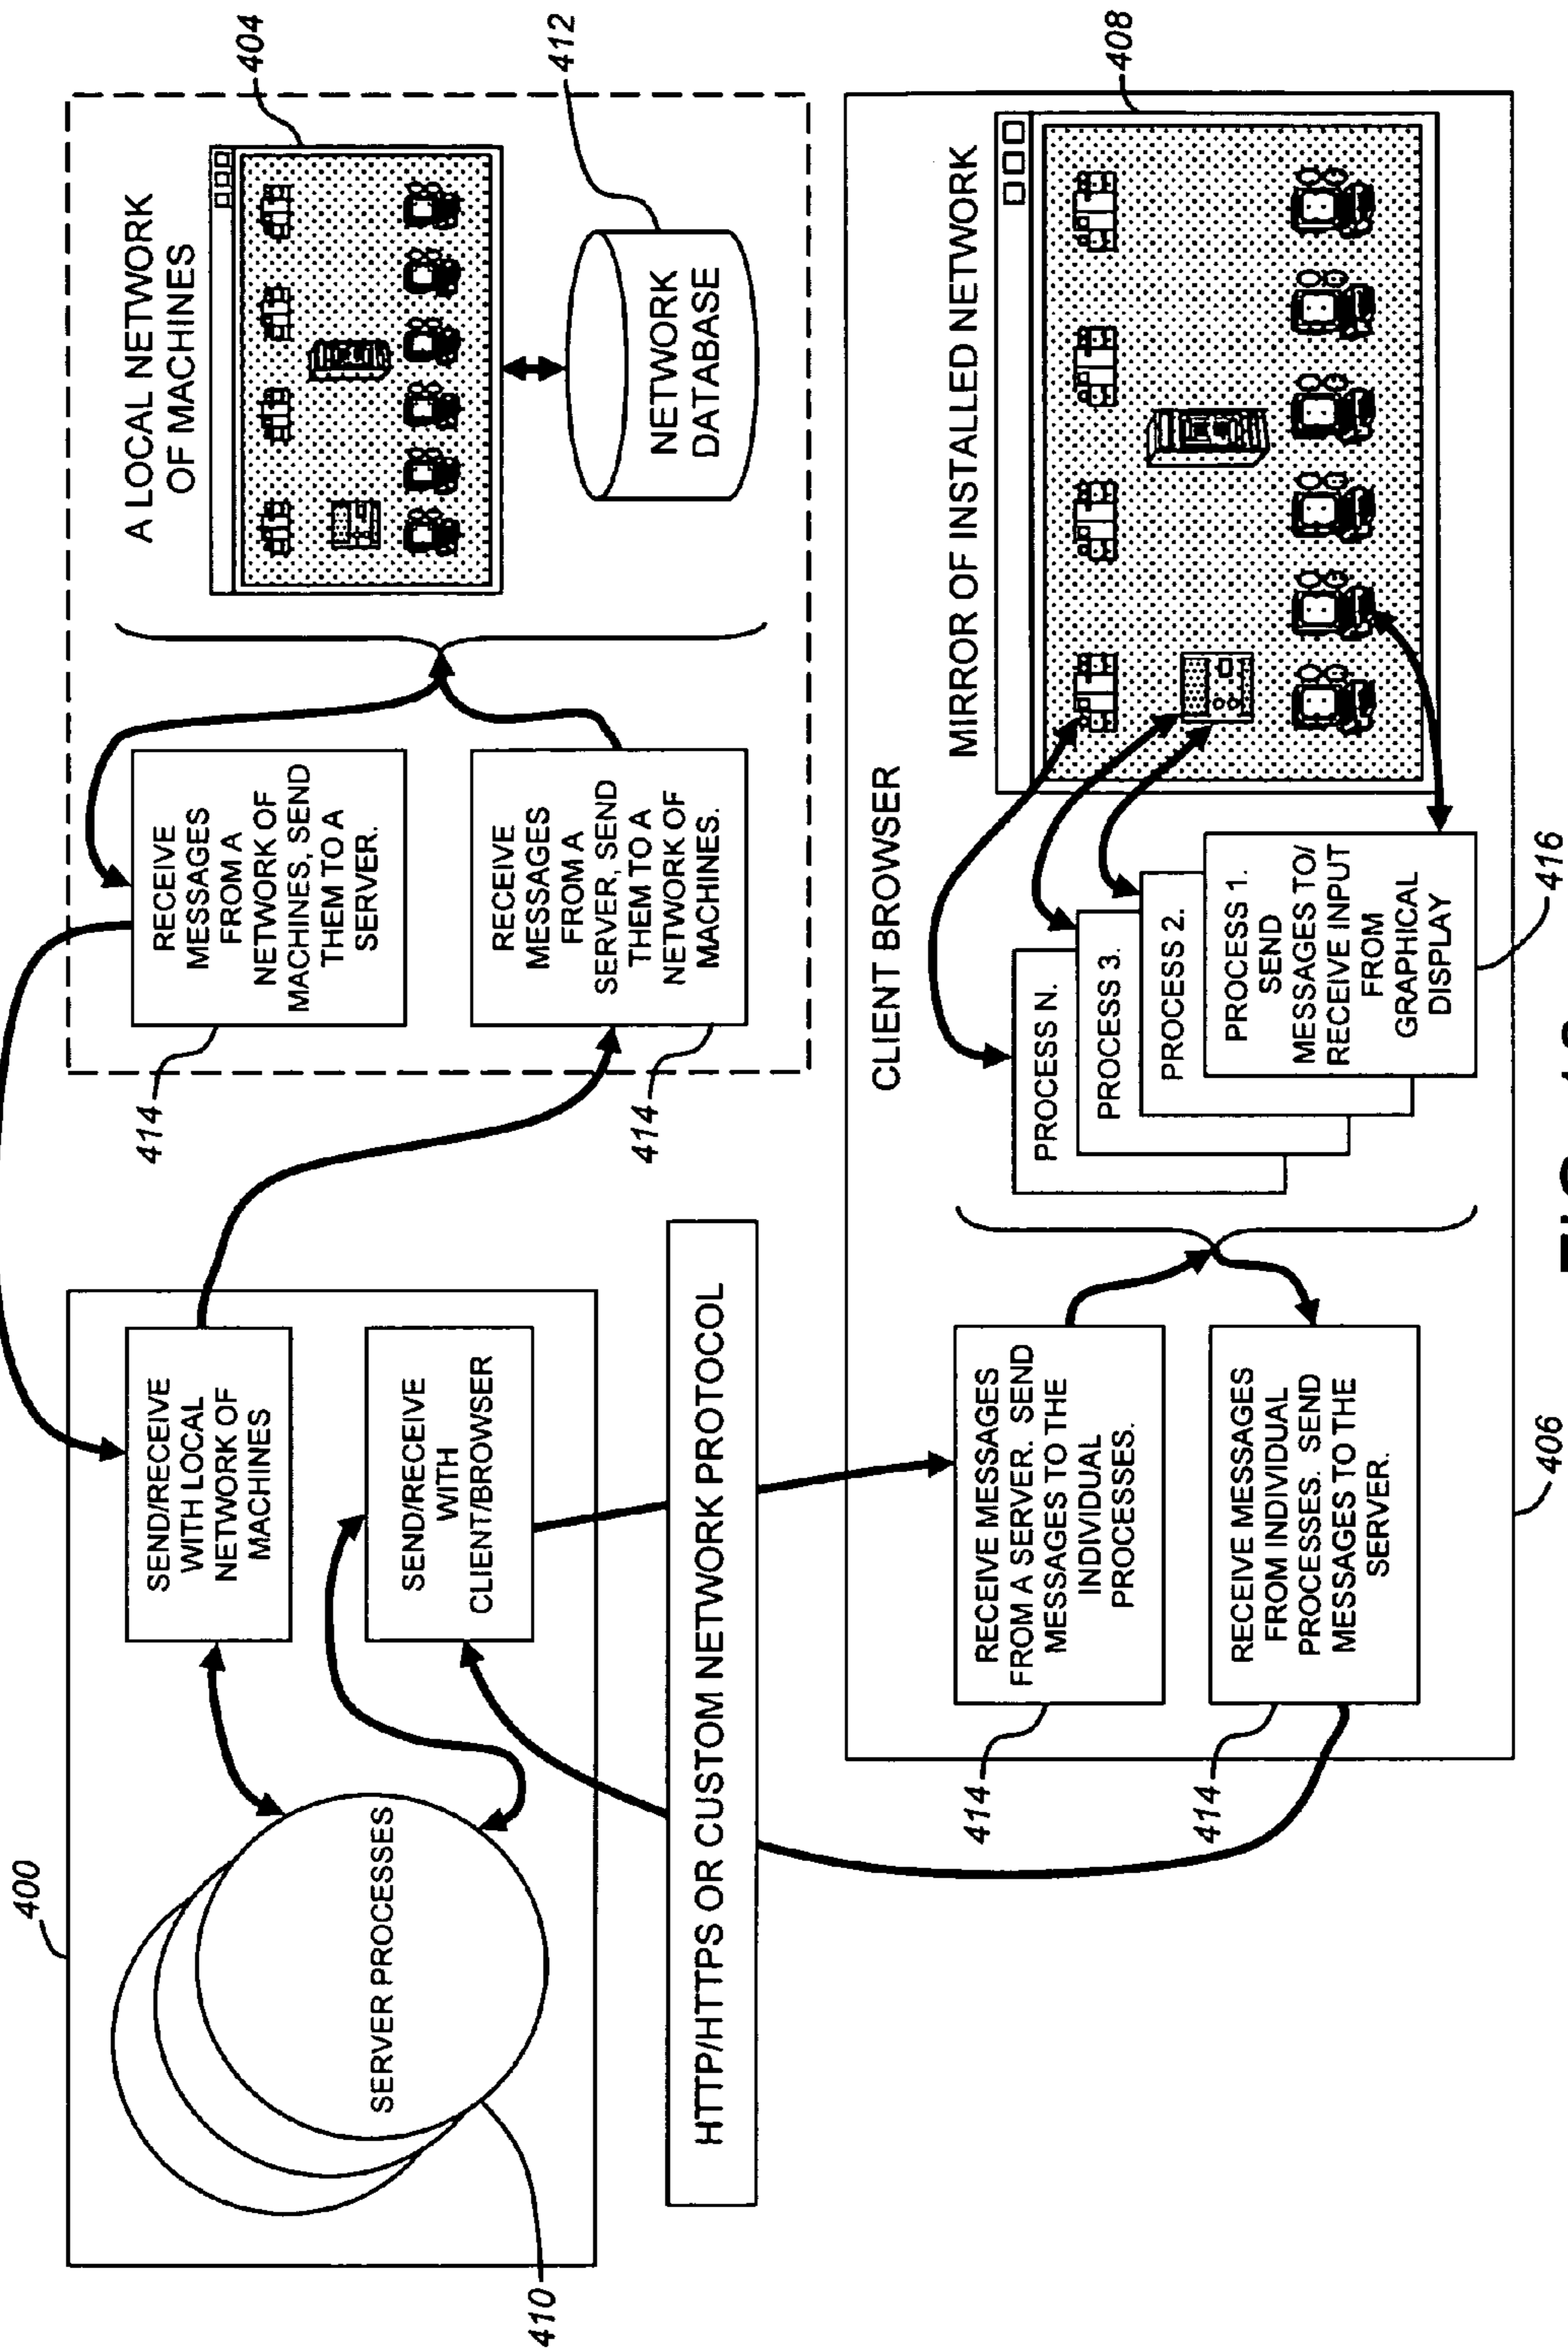 400
SERVER PROCESSES
410
SEND/RECEIVE
WITH LOCAL
NETWORK OF
MACHINES
SEND/RECEIVE
WITH
CLIENT/BROWSER
HTTP/HTTPS OR CUSTOM NETWORK PROTOCOL
A LOCAL NETWORK
OF MACHINES
404
412
NETWORK
DATABASE
RECEIVE
MESSAGES
FROM A
NETWORK OF
MACHINES, SEND
THEM TO A
SERVER.
414
RECEIVE
MESSAGES
FROM A
SERVER, SEND
THEM TO A
NETWORK OF
MACHINES.
414
CLIENT BROWSER
MIRROR OF INSTALLED NETWORK
408
RECEIVE MESSAGES
FROM A SERVER. SEND
MESSAGES TO THE
INDIVIDUAL
PROCESSES.
414
RECEIVE MESSAGES
FROM INDIVIDUAL
PROCESSES. SEND
MESSAGES TO THE
SERVER.
414
PROCESS N.
PROCESS 3.
PROCESS 2.
PROCESS 1.
SEND
MESSAGES TO/
RECEIVE INPUT
FROM
GRAPHICAL
DISPLAY
416
406